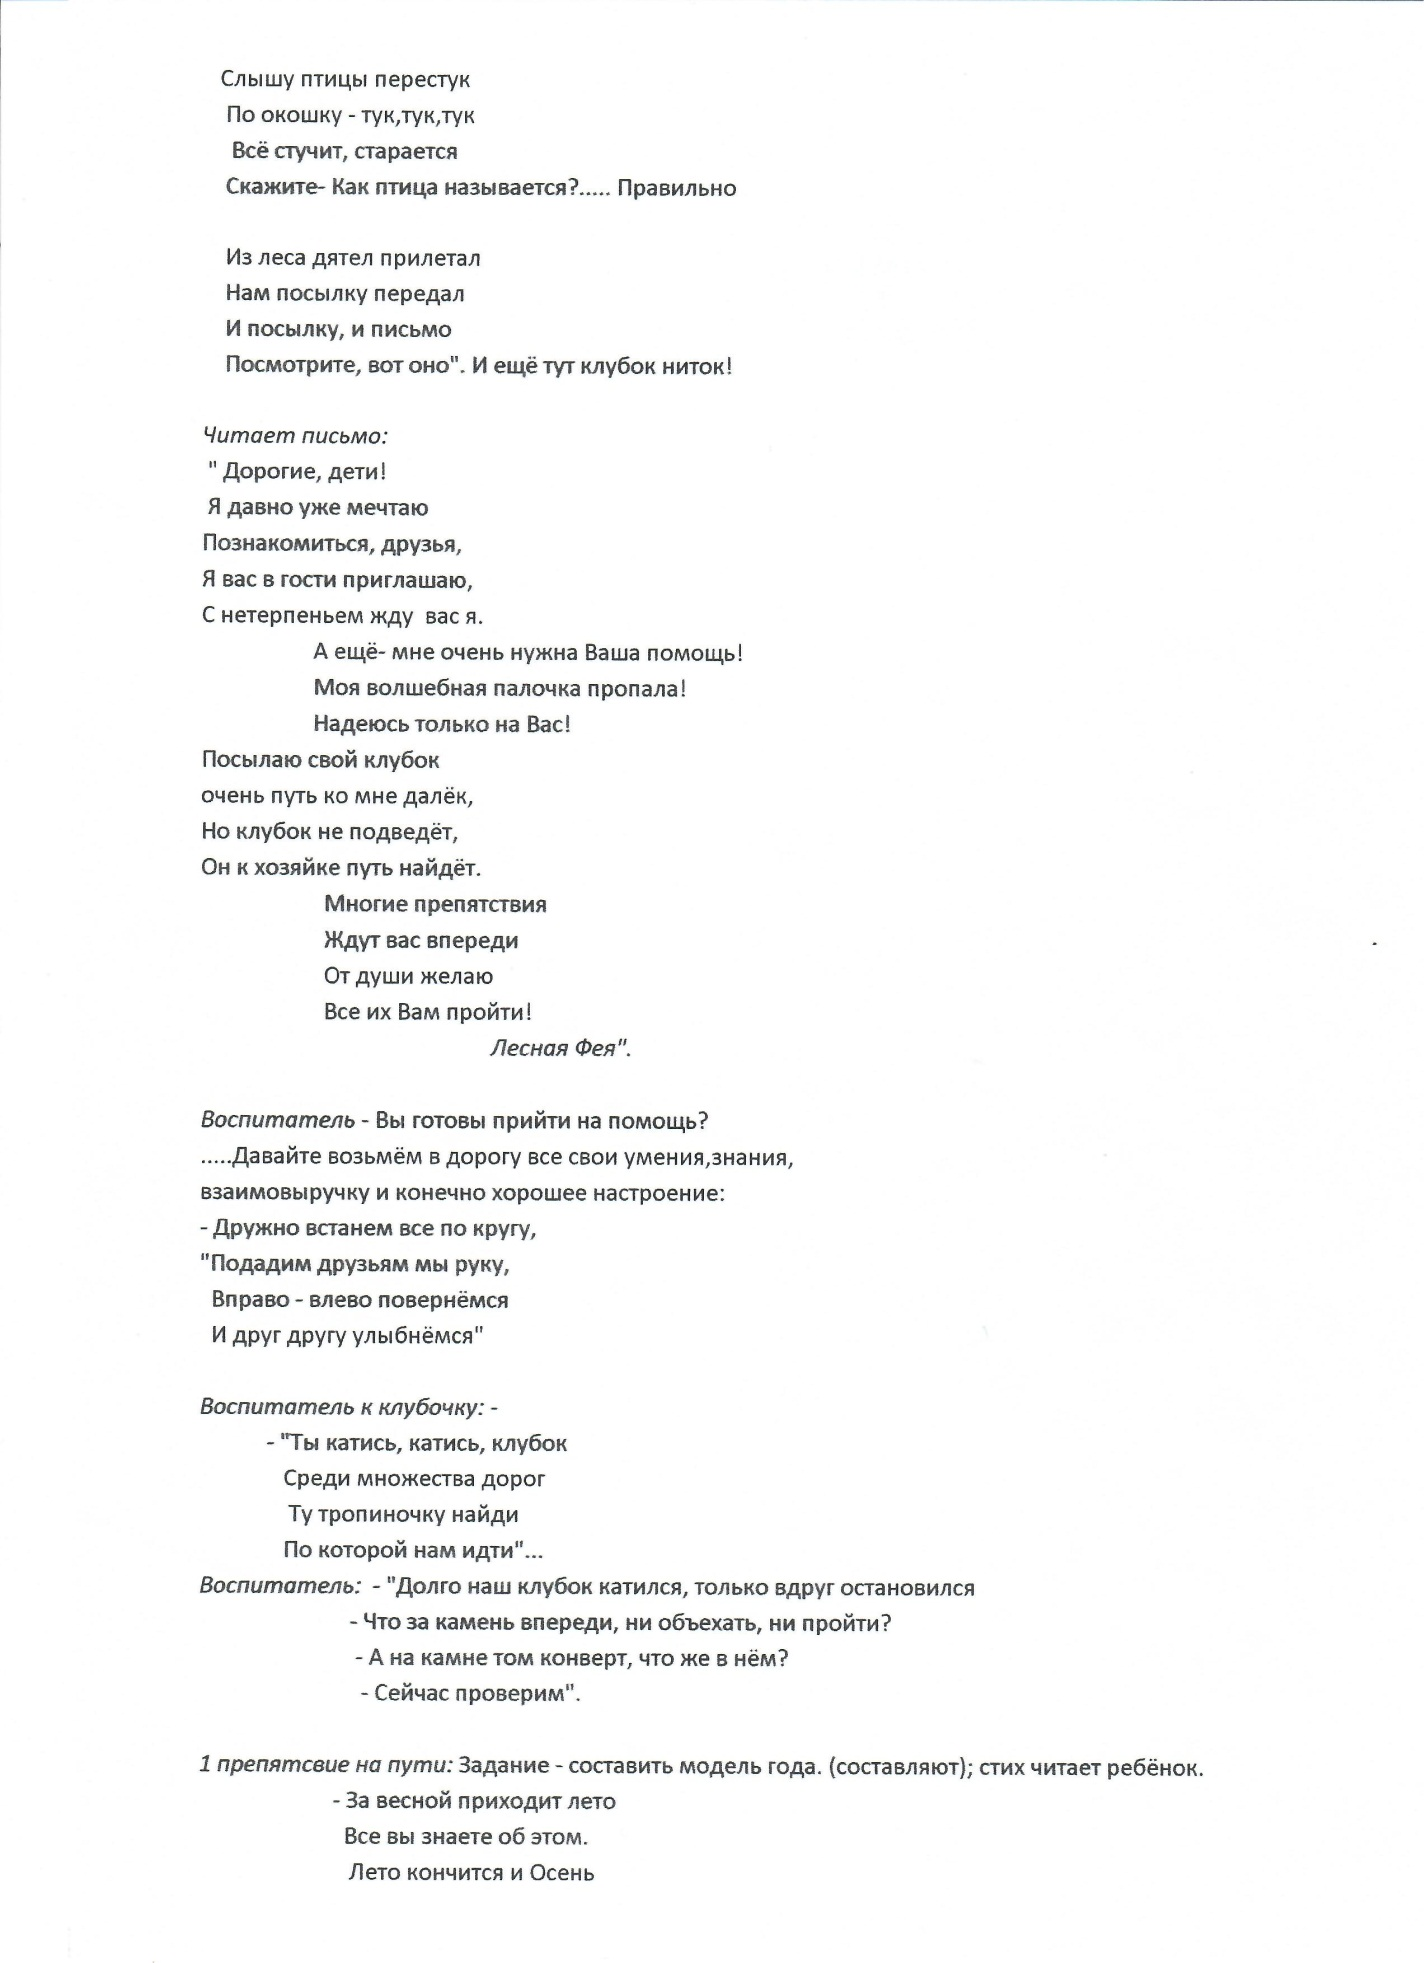 Слышу птицы перестук
По окошку - тук,тук,тук
Всё стучит, старается
Скажите- Как птица называется?..... Правильно
Из леса дятел прилетал
Нам посылку передал
И посылку, и письмо
Посмотрите, вот оно". И ещё тут клубок ниток!
Читает письмо:
" Дорогие, дети!
Я давно уже мечтаю
Познакомиться, друзья,
Я вас в гости приглашаю,
С нетерпеньем жду  вас я.
А ещё- мне очень нужна Ваша помощь!
Моя волшебная палочка пропала!
Надеюсь только на Вас!
Посылаю свой клубок
очень путь ко мне далёк,
Но клубок не подведёт,
Он к хозяйке путь найдёт.
Многие препятствия
Ждут вас впереди
От души желаю
Все их Вам пройти!
Лесная Фея".
Воспитатель - Вы готовы прийти на помощь?
.....Давайте возьмём в дорогу все свои умения,знания,
взаимовыручку и конечно хорошее настроение:
- Дружно встанем все по кругу,
"Подадим друзьям мы руку,
Вправо - влево повернёмся
И друг другу улыбнёмся"
Воспитатель к клубочку: -
- "Ты катись, катись, клубок
Среди множества дорог
Ту тропиночку найди
По которой нам идти"...
Воспитатель:  - "Долго наш клубок катился, только вдруг остановился
- Что за камень впереди, ни объехать, ни пройти?
- А на камне том конверт, что же в нём?
- Сейчас проверим".
1 препятсвие на пути: Задание - составить модель года. (составляют); стих читает ребёнок.
- За весной приходит лето
Все вы знаете об этом.
Лето кончится и Осень